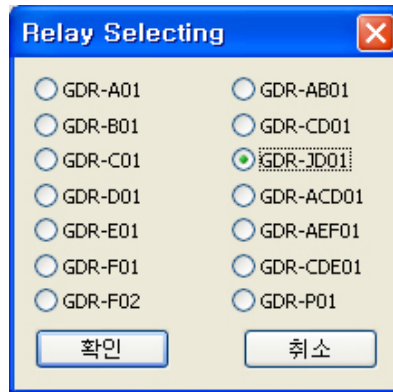 Relay Selecting
GDR-A01 GDR-AB01
GDR-B01 GDR-CD01
GDR-C01 GDR-JD01
GDR-D01 GDR-ACD01
GDR-E01 GDR-AEF01
GDR-F01 GDR-CDE01
GDR-F02 GDR-P01
확인 취소